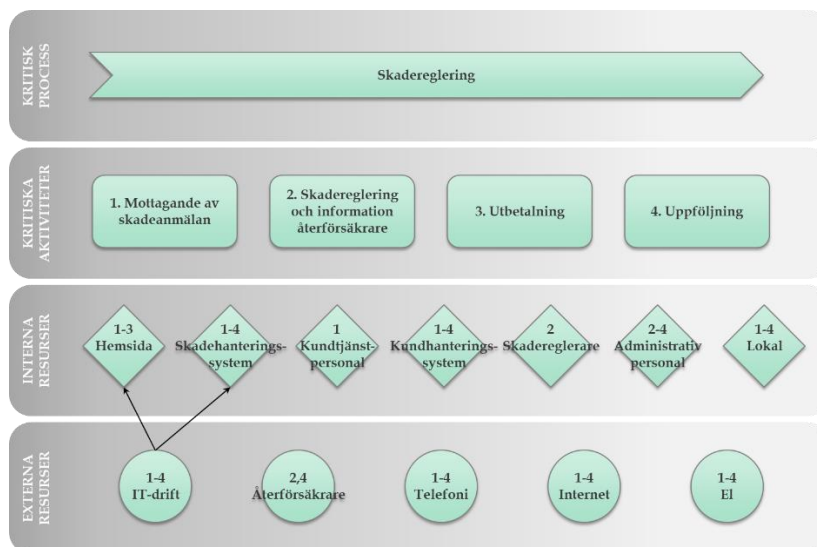 KRITISK
PROCESS
Skadereglering
KRITISKA
AKTIVITETER
1. Mottagande av
skadeanmälan
2. Skadereglering
och information
återförsäkrare
3. Utbetalning
4. Uppföljning
INTERNA
RESURSER
1-3
Hemsida
1-4
Skadehanterings-
system
1
Kundtjänst-
personal
1-4
Kundhanterings-
system
2
Skadereglerare
2-4
Administrativ
personal
1-4
Lokal
EXTERNA
RESURSER
1-4
IT-drift
2,4
Återförsäkrare
1-4
Telefoni
1-4
Internet
1-4
El